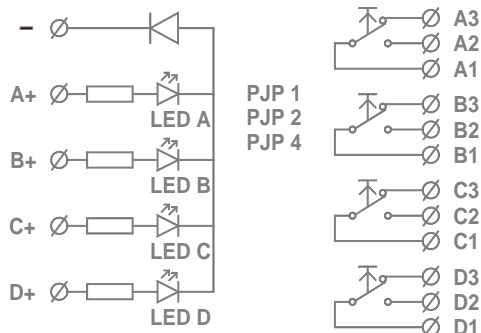 –
A+
LED A
B+
LED B
C+
LED C
D+
LED D
PJP 1
PJP 2
PJP 4
A3
A2
A1
B3
B2
B1
C3
C2
C1
D3
D2
D1